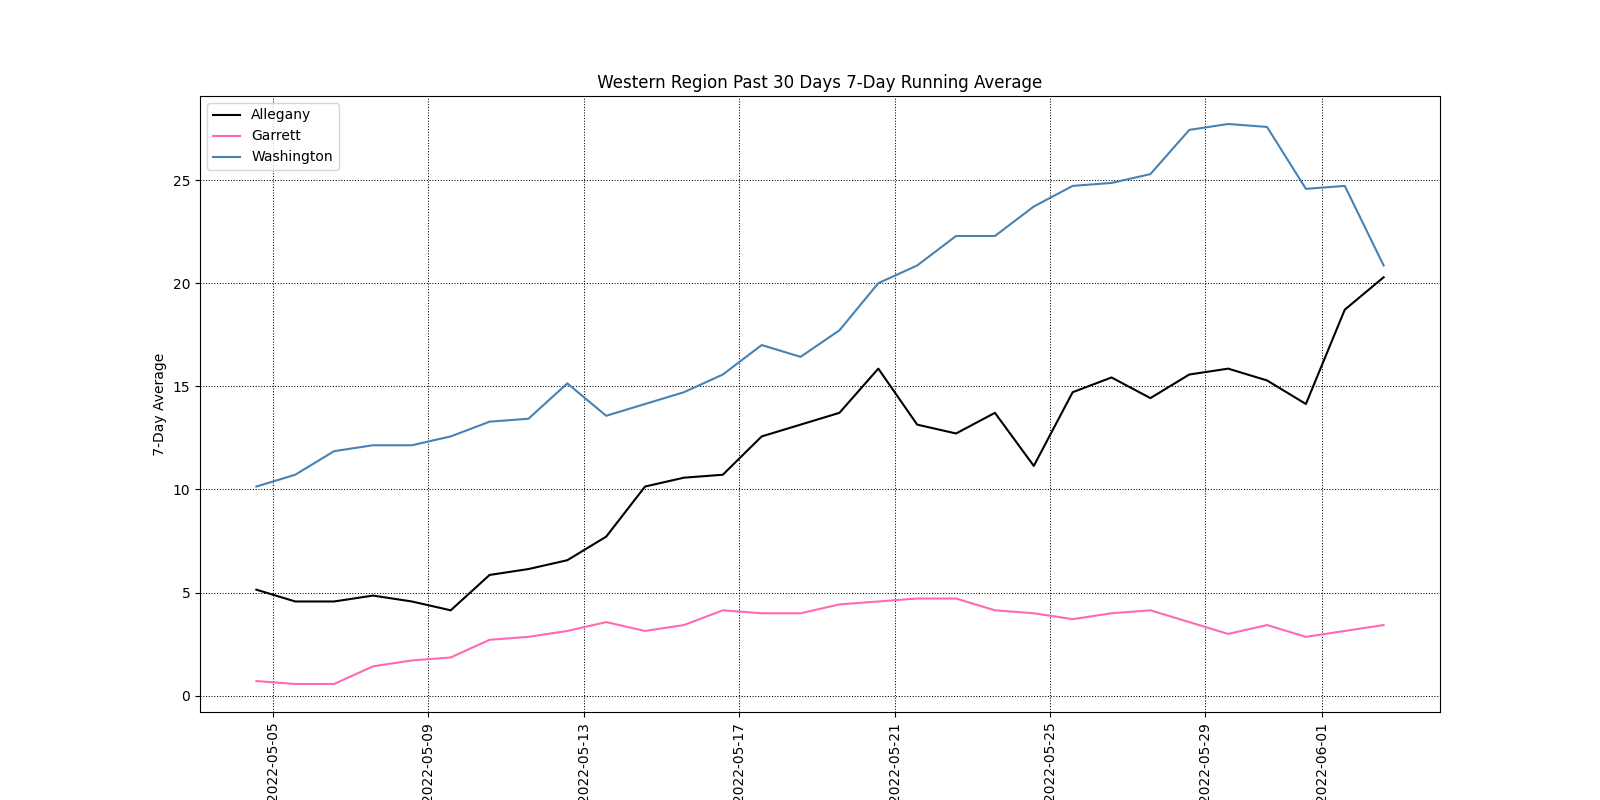 Western Region Past 30 Days 7-Day Running Average
Allegany
Garrett
Washington
7-Day Average
25
20
15
10
5
0
2022-05-05
2022-05-09
2022-05-13
2022-05-17
2022-05-21
2022-05-25
2022-05-29
2022-06-01